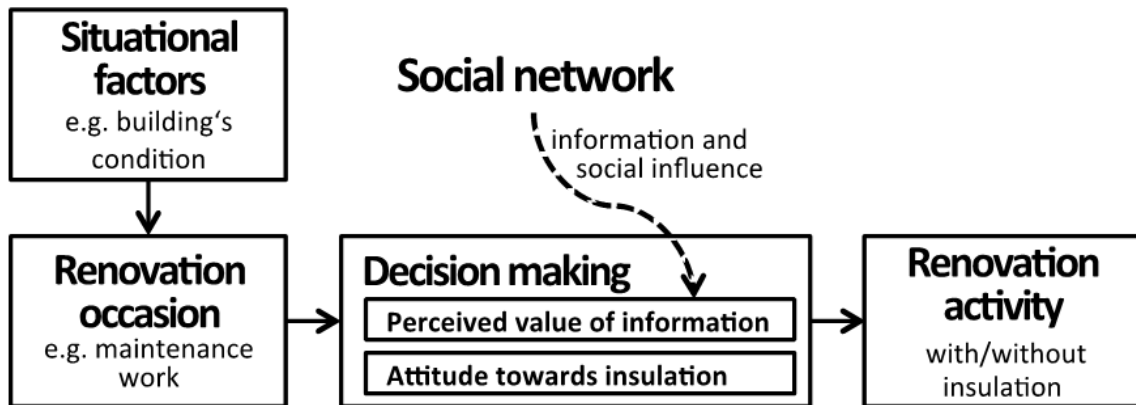 Situational
factors
e.g. building‘s
condition
Social network
information and
social influence
Renovation
occasion
e.g. maintenance
work
Decision making
Perceived value of information
Attitude towards insulation
Renovation
activity
with/without
insulation